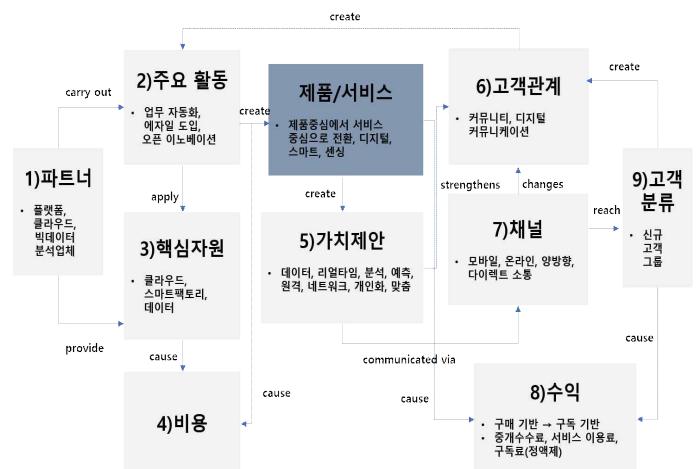 create
2)주요 활동
• 업무 자동화,
에자일 도입,
오픈 이노베이션
carry out
create
제품/서비스
• 제품중심에서 서비스
중심으로 전환, 디지털,
스마트, 센싱
6)고객관계
• 커뮤니티, 디지털
커뮤니케이션
create
1)파트너
• 플랫폼,
클라우드,
빅데이터
분석업체
apply
create
strengthens
changes
reach
9)고객
분류
• 신규
고객
그룹
3)핵심자원
• 클라우드,
스마트팩토리,
데이터
5)가치제안
• 데이터, 리얼타임, 분석, 예측,
원격, 네트워크, 개인화, 맞춤
7)채널
• 모바일, 온라인, 양방향,
다이렉트 소통
provide
cause
communicated via
cause
4)비용
cause
cause
8)수익
• 구매 기반 → 구독 기반
• 중개수수료, 서비스 이용료,
구독료(정액제)